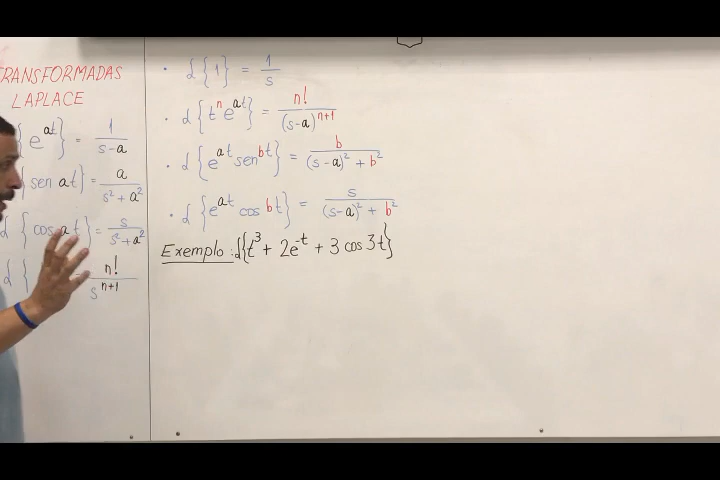 TRANSFORMADAS
LAPLACE
{e^{at}} = 1/(s-a)
{sen at} = a/(s²+a²)
ℒ{cos at} = s/(s²+a²)
ℒ{ = n!/s^{n+1}
• ℒ{1} = 1/s
• ℒ{t^n e^{at}} = n!/(s-a)^{n+1}
• ℒ{e^{at} sen bt} = b/((s-a)²+b²)
• ℒ{e^{at} cos bt} = s/((s-a)²+b²)
Exemplo: ℒ{t³ + 2e^{-t} + 3 cos 3t}